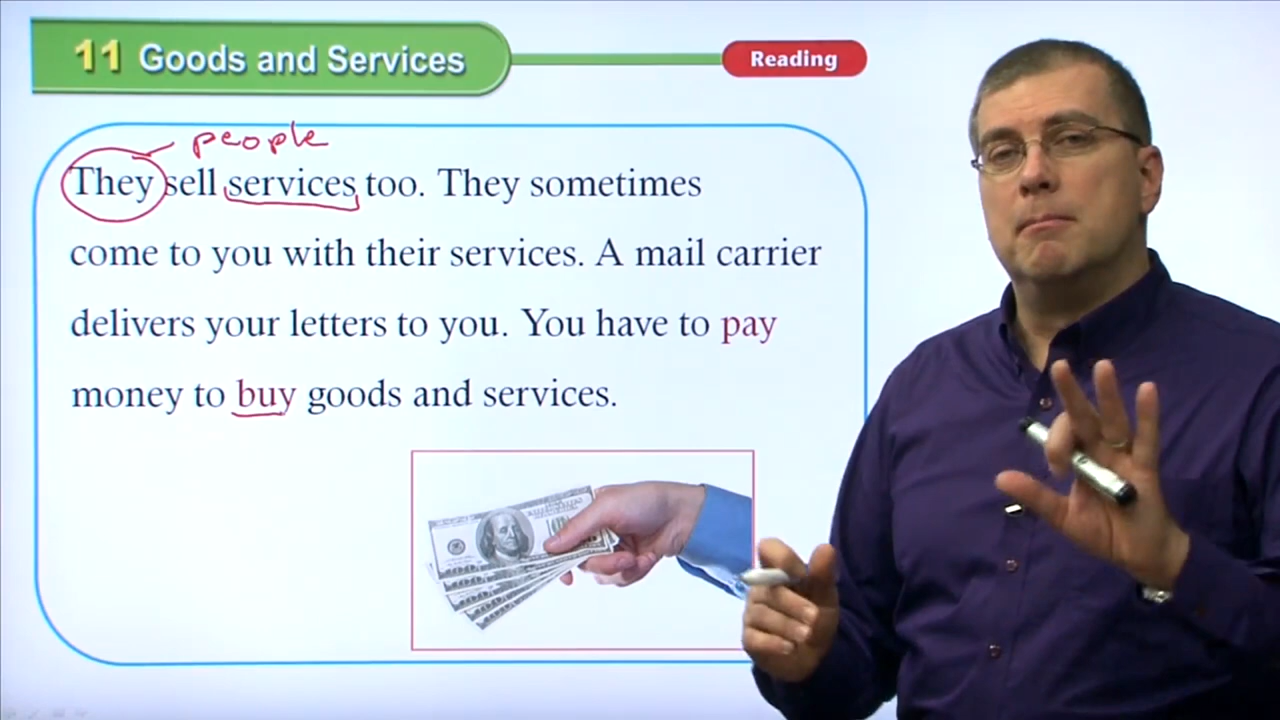 11 Goods and Services
Reading
people
They sell services too. They sometimes
come to you with their services. A mail carrier
delivers your letters to you. You have to pay
money to buy goods and services.